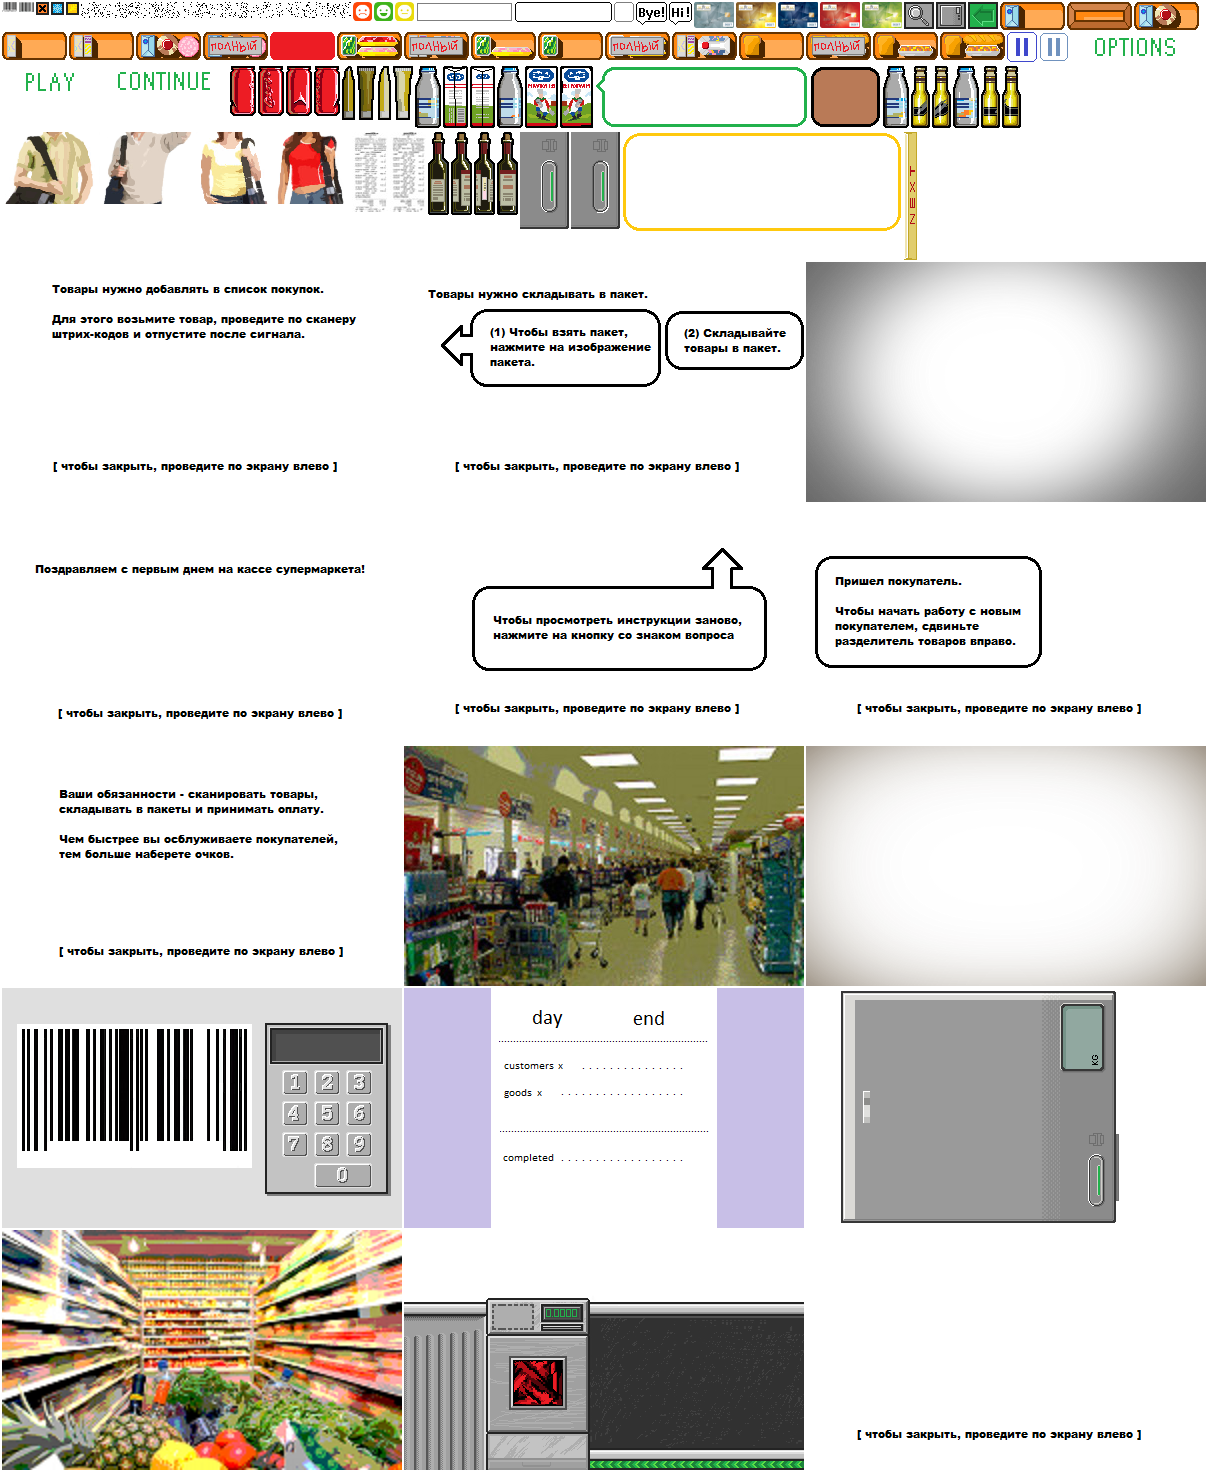 Bye!
Hi!
ПОЛНЫЙ
ПОЛНЫЙ
ПОЛНЫЙ
ПОЛНЫЙ
OPTIONS
PLAY
CONTINUE
NEXT
Товары нужно добавлять в список покупок.
Для этого возьмите товар, проведите по сканеру
штрих-кодов и отпустите после сигнала.
[ чтобы закрыть, проведите по экрану влево ]
Товары нужно складывать в пакет.
(1) Чтобы взять пакет,
нажмите на изображение
пакета.
(2) Складывайте
товары в пакет.
[ чтобы закрыть, проведите по экрану влево ]
Поздравляем с первым днем на кассе супермаркета!
[ чтобы закрыть, проведите по экрану влево ]
Чтобы просмотреть инструкции заново,
нажмите на кнопку со знаком вопроса
[ чтобы закрыть, проведите по экрану влево ]
Пришел покупатель.
Чтобы начать работу с новым
покупателем, сдвиньте
разделитель товаров вправо.
[ чтобы закрыть, проведите по экрану влево ]
Ваши обязанности - сканировать товары,
складывать в пакеты и принимать оплату.
Чем быстрее вы осблуживаете покупателей,
тем больше наберете очков.
[ чтобы закрыть, проведите по экрану влево ]
1 2 3
4 5 6
7 8 9
0
day end
customers x . . . . . . . . . . . . . . .
goods x . . . . . . . . . . . . . . . . . .
completed . . . . . . . . . . . . . . . . . .
KG
0.0000
[ чтобы закрыть, проведите по экрану влево ]